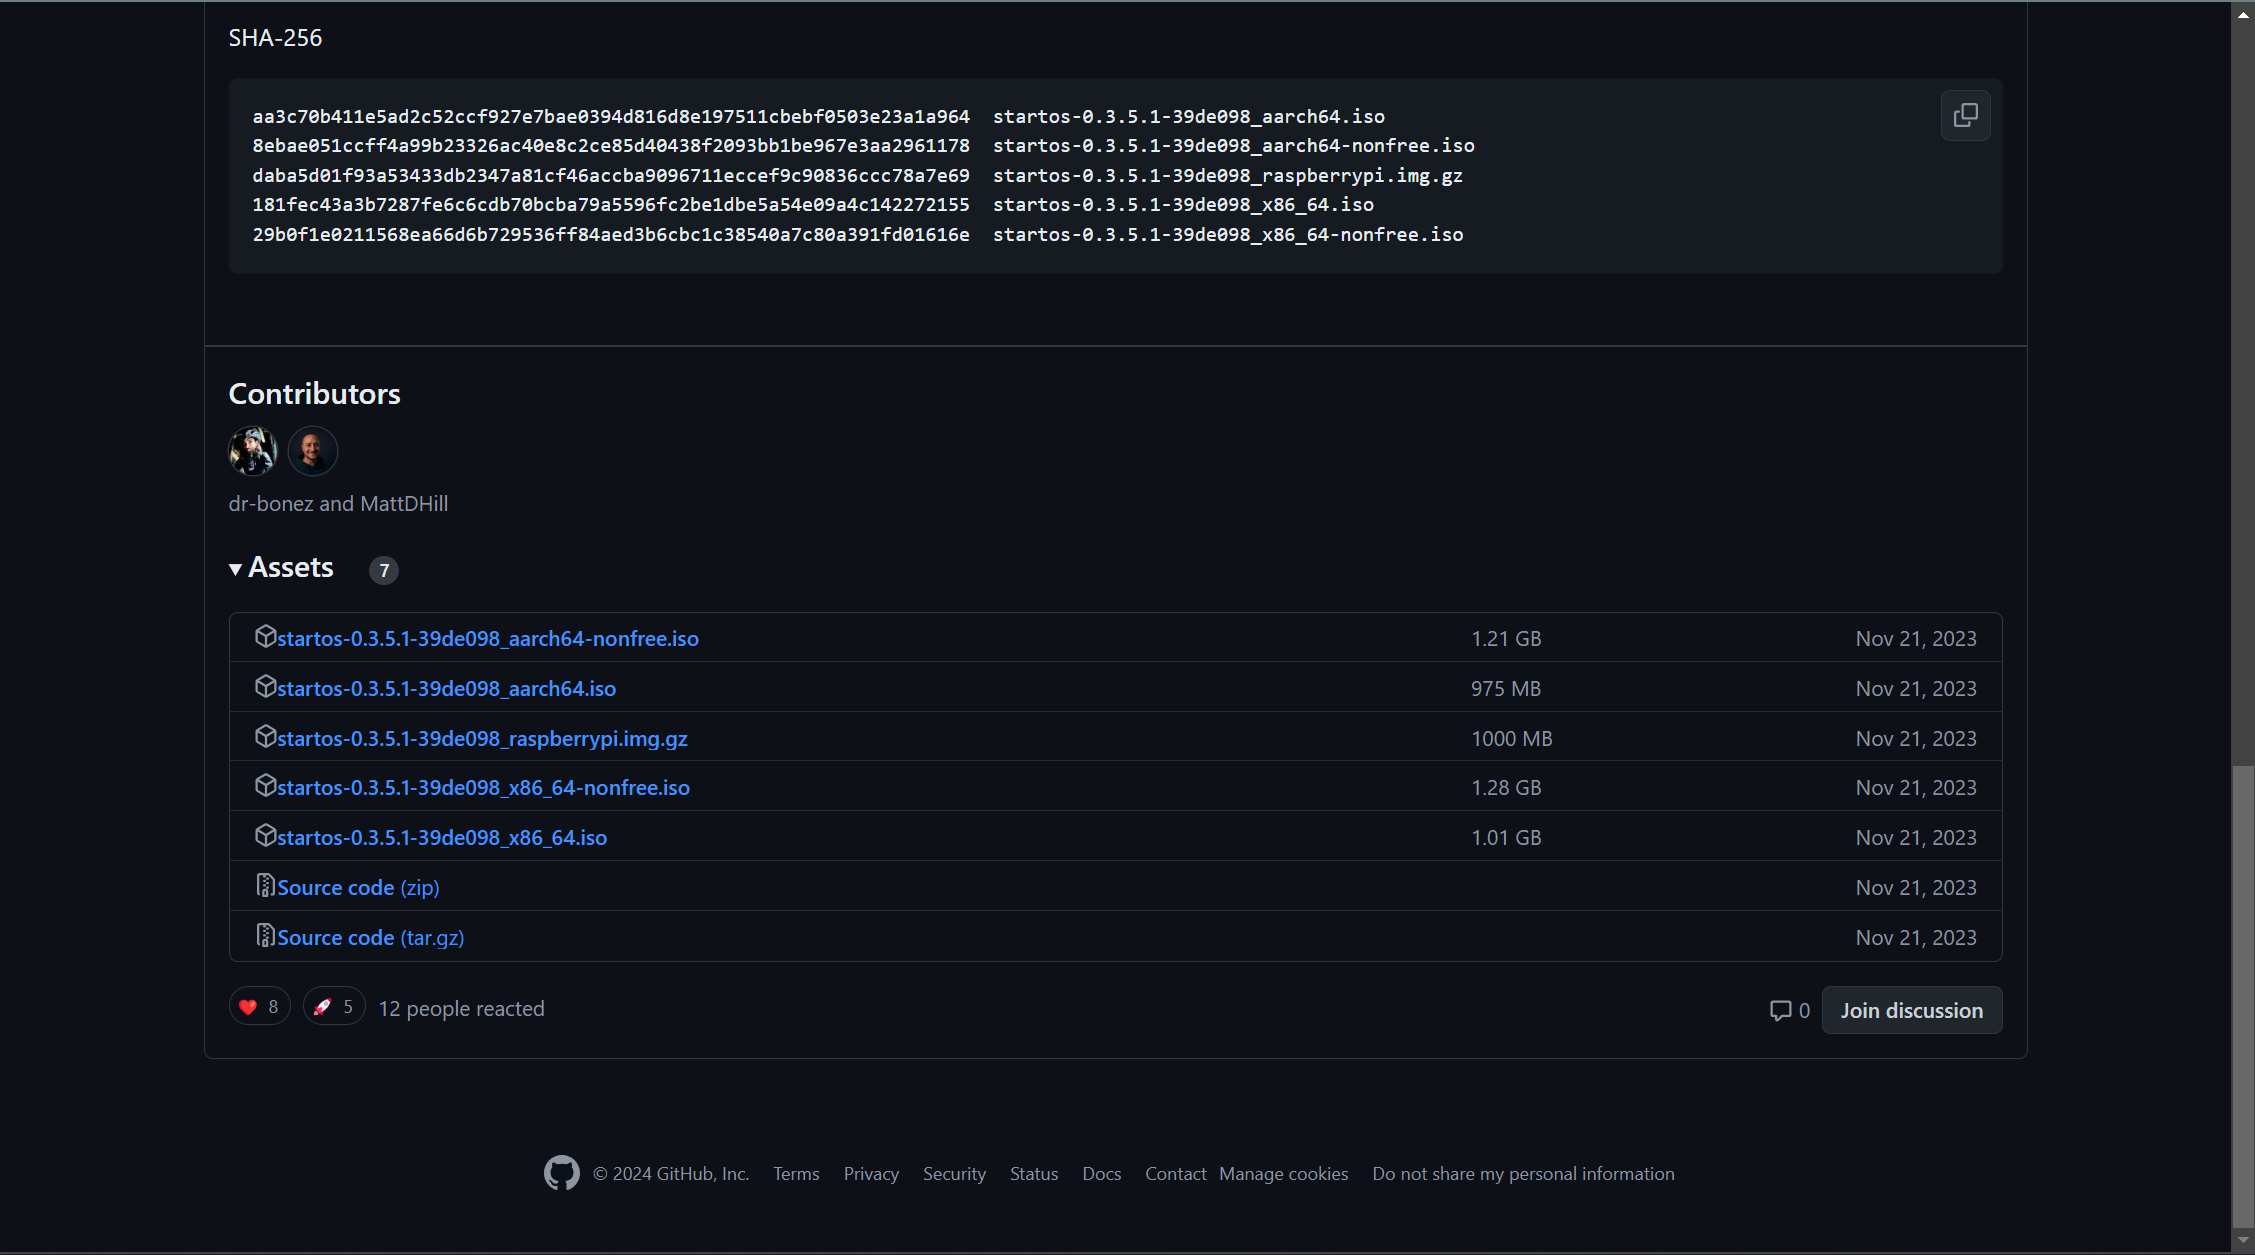 SHA-256
aa3c70b411e5ad2c52ccf927e7bae0394d816d8e197511cbebf0503e23a1a964  startos-0.3.5.1-39de098_aarch64.iso
8ebae051ccff4a99b23326ac40e8c2ce85d40438f2093bb1be967e3aa2961178  startos-0.3.5.1-39de098_aarch64-nonfree.iso
daba5d01f93a53433db2347a81cf46accba9096711eccef9c90836ccc78a7e69  startos-0.3.5.1-39de098_raspberrypi.img.gz
181fec43a3b7287fe6c6cdb70bcba79a5596fc2be1dbe5a54e09a4c142272155  startos-0.3.5.1-39de098_x86_64.iso
29b0f1e0211568ea66d6b729536ff84aed3b6cbc1c38540a7c80a391fd01616e  startos-0.3.5.1-39de098_x86_64-nonfree.iso
Contributors
dr-bonez and MattDHill
Assets 7
startos-0.3.5.1-39de098_aarch64-nonfree.iso 1.21 GB Nov 21, 2023
startos-0.3.5.1-39de098_aarch64.iso 975 MB Nov 21, 2023
startos-0.3.5.1-39de098_raspberrypi.img.gz 1000 MB Nov 21, 2023
startos-0.3.5.1-39de098_x86_64-nonfree.iso 1.28 GB Nov 21, 2023
startos-0.3.5.1-39de098_x86_64.iso 1.01 GB Nov 21, 2023
Source code (zip) Nov 21, 2023
Source code (tar.gz) Nov 21, 2023
8 5 12 people reacted 0 Join discussion
© 2024 GitHub, Inc. Terms Privacy Security Status Docs Contact Manage cookies Do not share my personal information